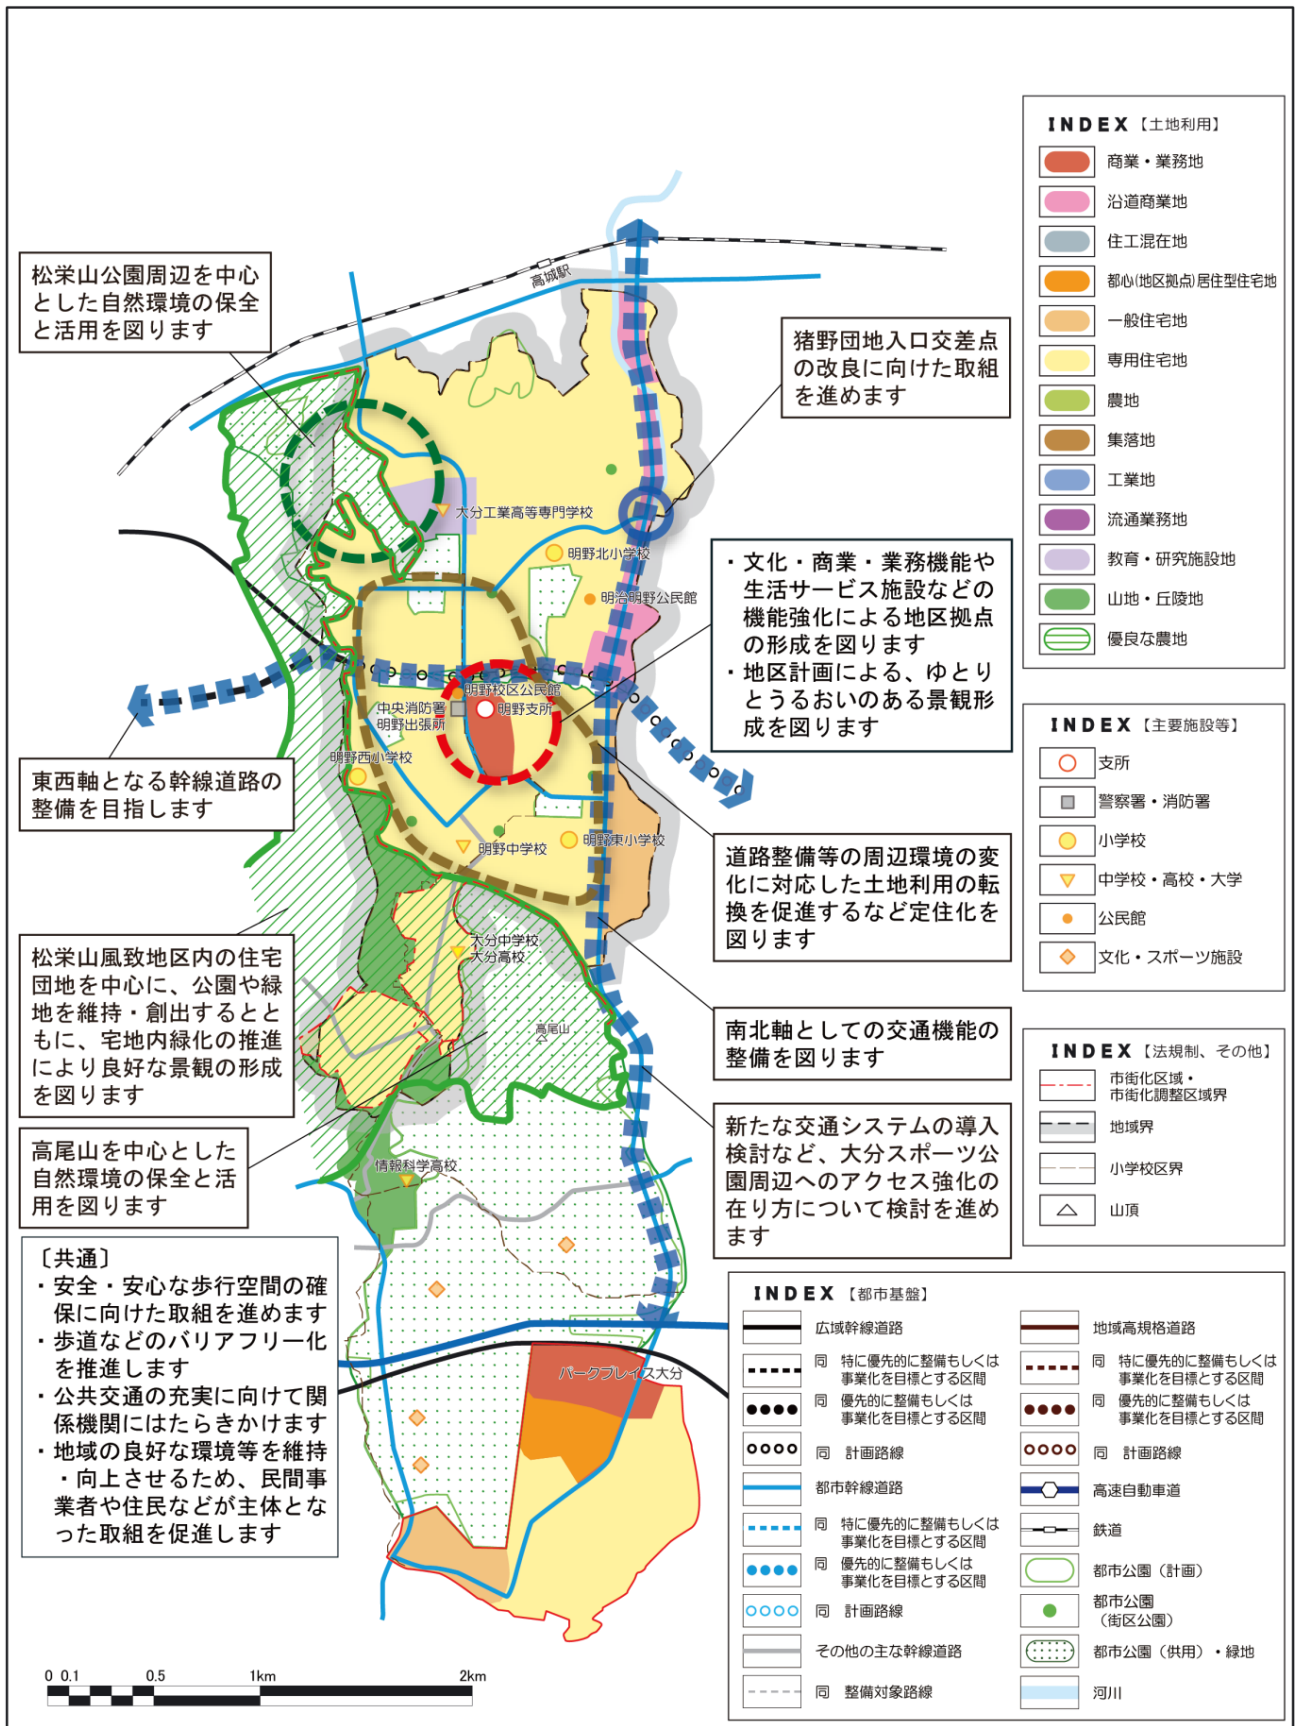 松栄山公園周辺を中心
とした自然環境の保全
と活用を図ります
高城駅
猪野団地入口交差点
の改良に向けた取組
を進めます
大分工業高等専門学校
明野北小学校
明治明野公民館
・文化・商業・業務機能や
生活サービス施設などの
機能強化による地区拠点
の形成を図ります
・地区計画による、ゆとり
とうるおいのある景観形
成を図ります
明野校区公民館
中央消防署
明野出張所
明野支所
明野西小学校
東西軸となる幹線道路の
整備を目指します
明野中学校
明野東小学校
道路整備等の周辺環境の変
化に対応した土地利用の転
換を促進するなど定住化を
図ります
大分中学校
大分高校
松栄山風致地区内の住宅
団地を中心に、公園や緑
地を維持・創出するとと
もに、宅地内緑化の推進
により良好な景観の形成
を図ります
高尾山
南北軸としての交通機能の
整備を図ります
新たな交通システムの導入
検討など、大分スポーツ公
園周辺へのアクセス強化の
在り方について検討を進め
ます
高尾山を中心とした
自然環境の保全と活
用を図ります
情報科学高校
〔共通〕
・安全・安心な歩行空間の確
保に向けた取組を進めます
・歩道などのバリアフリー化
を推進します
・公共交通の充実に向けて関
係機関にはたらきかけます
・地域の良好な環境等を維持
・向上させるため、民間事
業者や住民などが主体とな
った取組を促進します
パークプレイス大分
0 0.1 0.5 1km 2km
INDEX【土地利用】
商業・業務地
沿道商業地
住工混在地
都心(地区拠点)居住型住宅地
一般住宅地
専用住宅地
農地
集落地
工業地
流通業務地
教育・研究施設地
山地・丘陵地
優良な農地
INDEX【主要施設等】
支所
警察署・消防署
小学校
中学校・高校・大学
公民館
文化・スポーツ施設
INDEX【法規制、その他】
市街化区域・
市街化調整区域界
地域界
小学校区界
山頂
INDEX【都市基盤】
広域幹線道路
同 特に優先的に整備もしくは
事業化を目標とする区間
同 優先的に整備もしくは
事業化を目標とする区間
同 計画路線
都市幹線道路
同 特に優先的に整備もしくは
事業化を目標とする区間
同 優先的に整備もしくは
事業化を目標とする区間
同 計画路線
その他の主な幹線道路
同 整備対象路線
地域高規格道路
同 特に優先的に整備もしくは
事業化を目標とする区間
同 優先的に整備もしくは
事業化を目標とする区間
同 計画路線
高速自動車道
鉄道
都市公園(計画)
都市公園
(街区公園)
都市公園(供用)・緑地
河川